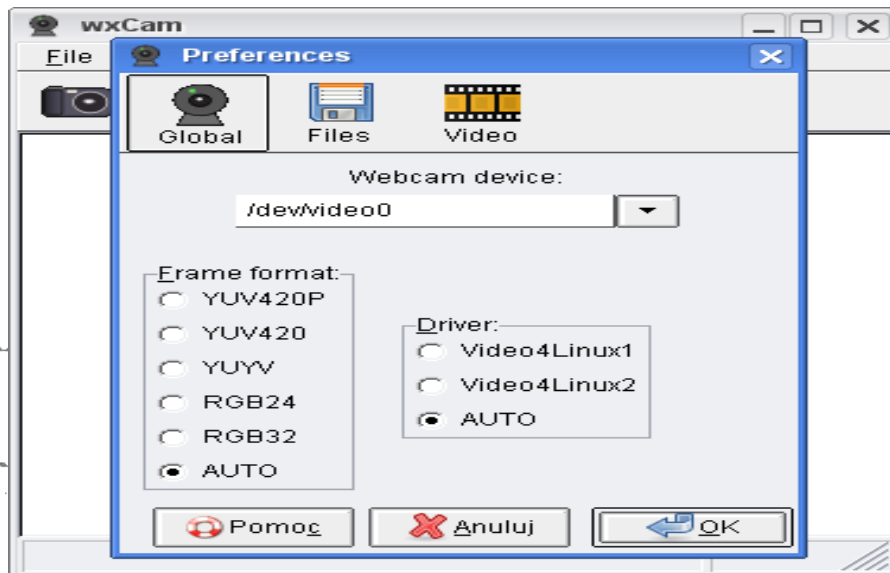 wxCam
File
Preferences
Global Files Video
Webcam device:
/dev/video0
Frame format:
YUV420P
YUV420
YUYV
RGB24
RGB32
AUTO
Driver:
Video4Linux1
Video4Linux2
AUTO
Pomoc Anuluj OK